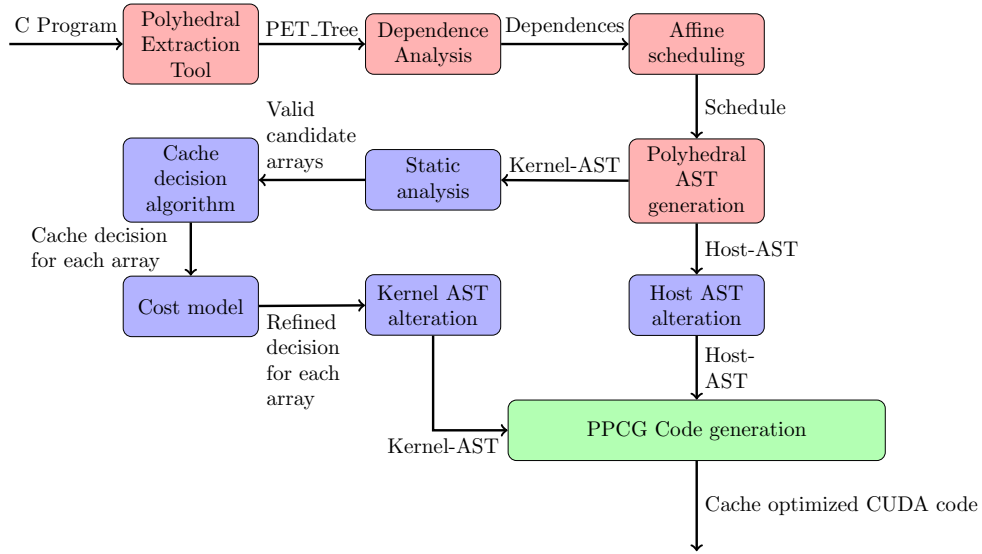 C Program
Polyhedral
Extraction
Tool
PET_Tree
Dependence
Analysis
Dependences
Affine
scheduling
Schedule
Valid
candidate
arrays
Cache
decision
algorithm
Static
analysis
Kernel-AST
Polyhedral
AST
generation
Cache decision
for each array
Host-AST
Cost model
Refined
decision
for each
array
Kernel AST
alteration
Host AST
alteration
Host-
AST
Kernel-AST
PPCG Code generation
Cache optimized CUDA code